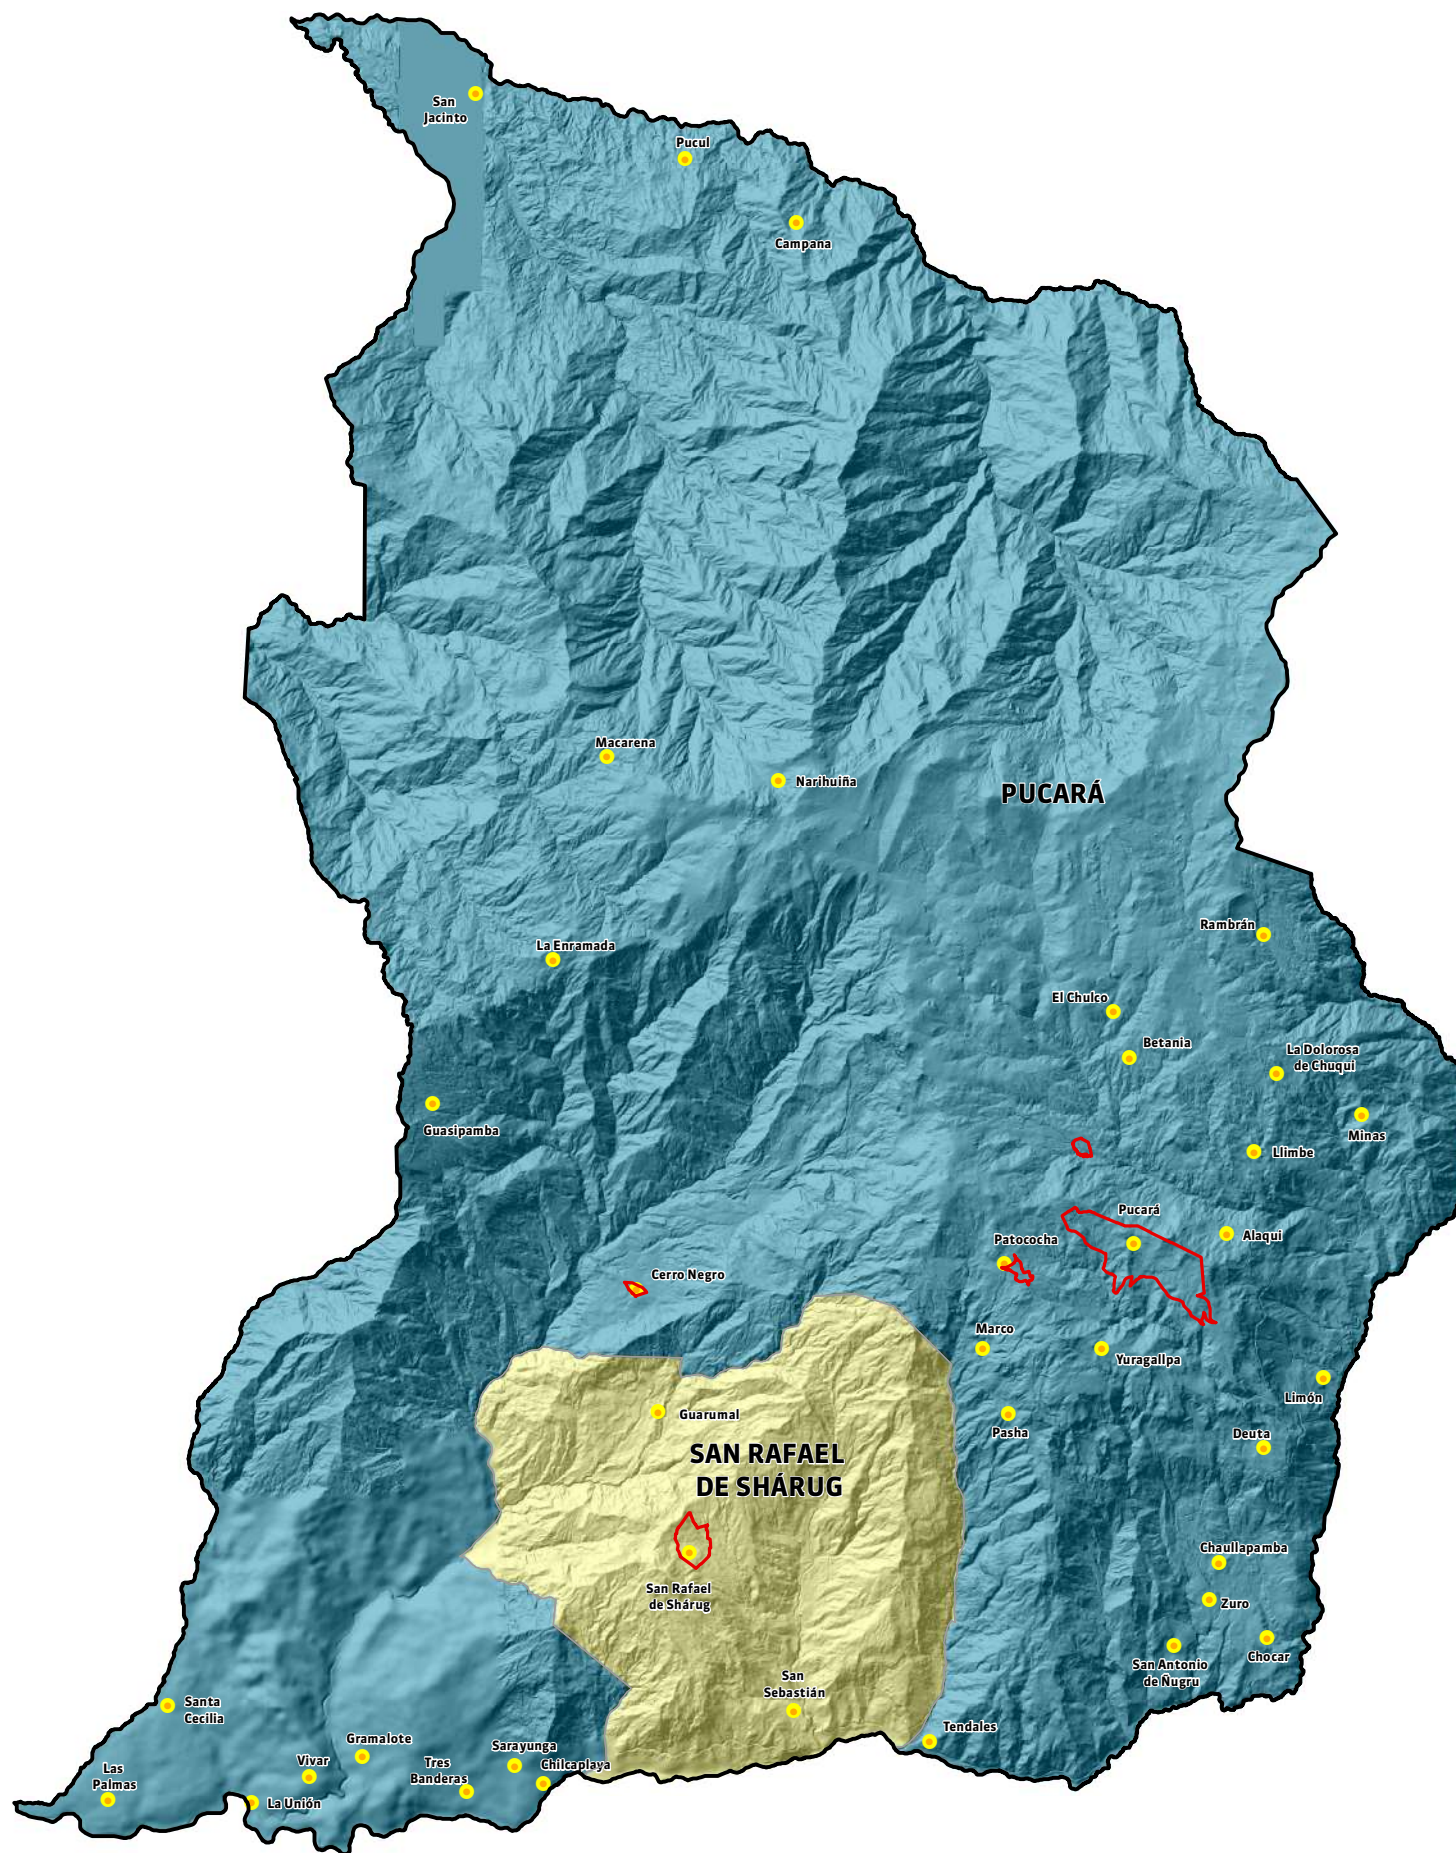 San
Jacinto
Pucul
Campana
Macarena
Narihuiña
PUCARÁ
Rambrán
La Enramada
El Chulco
Betania
La Dolorosa
de Chuqui
Guasipamba
Minas
Llimbe
Pucará
Patococha
Alaqui
Cerro Negro
Marco
Yuragallpa
Limón
Guarumal
Pasha
Deuta
SAN RAFAEL
DE SHÁRUG
Chaullapamba
San Rafael
de Shárug
Zuro
Chocar
San Antonio
de Ñugru
San
Sebastián
Santa
Cecilia
Tendales
Gramalote
Sarayunga
Vivar
Tres
Banderas
Chilcaplaya
Las
Palmas
La Unión